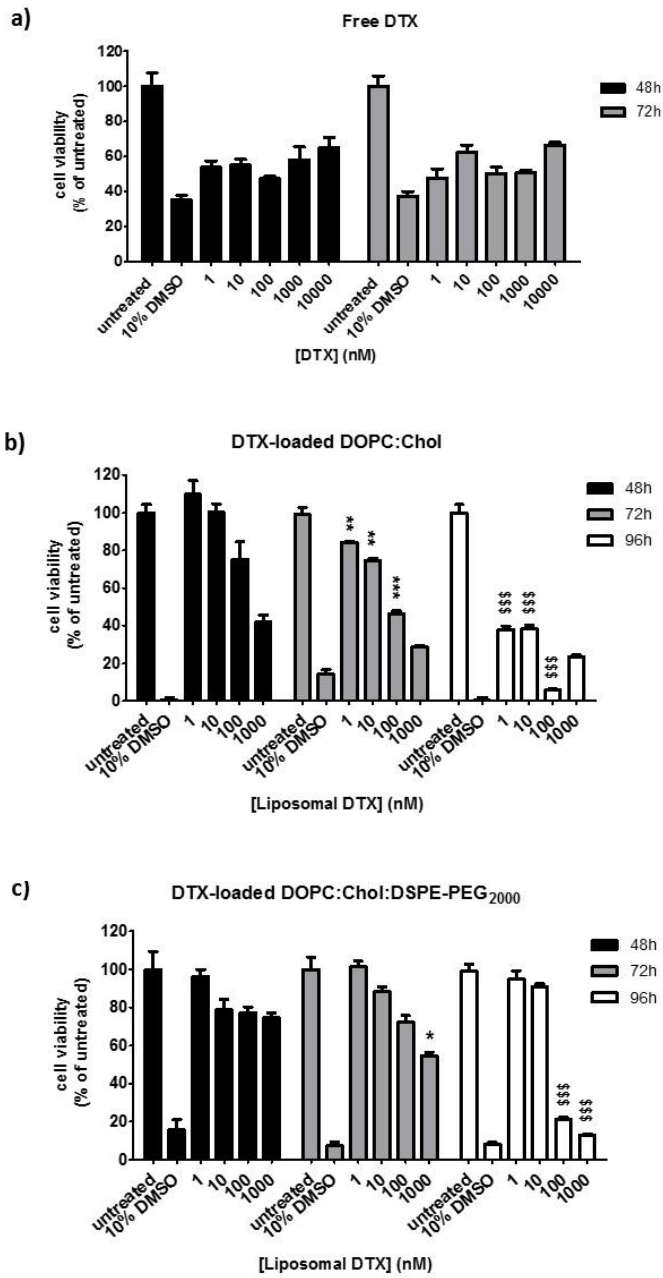 a)
Free DTX
120
100
80
60
40
20
0
cell viability
(% of untreated)
untreated
10% DMSO
1
10
100
1000
10000
untreated
10% DMSO
1
10
100
1000
10000
[DTX] (nM)
48h
72h
b)
DTX-loaded DOPC:Chol
120
100
80
60
40
20
0
cell viability
(% of untreated)
**
**
***
$$$
$$$
$$$
untreated
10% DMSO
1
10
100
1000
untreated
10% DMSO
1
10
100
1000
untreated
10% DMSO
1
10
100
1000
[Liposomal DTX] (nM)
48h
72h
96h
c)
DTX-loaded DOPC:Chol:DSPE-PEG2000
120
100
80
60
40
20
0
cell viability
(% of untreated)
*
$$$
$$$
untreated
10% DMSO
1
10
100
1000
untreated
10% DMSO
1
10
100
1000
untreated
10% DMSO
1
10
100
1000
[Liposomal DTX] (nM)
48h
72h
96h